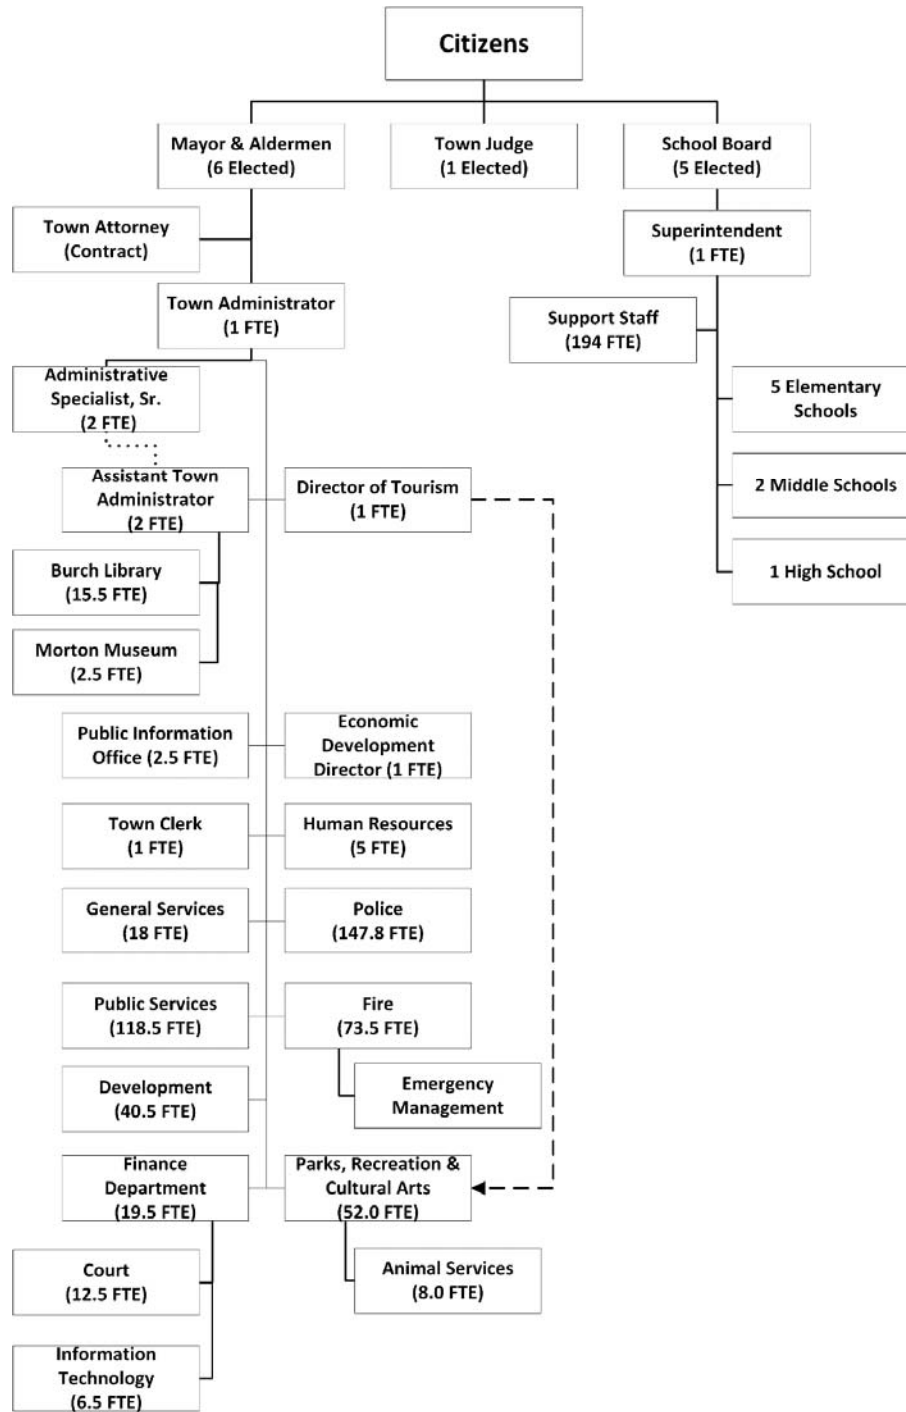 Citizens
Mayor & Aldermen
(6 Elected)
Town Judge
(1 Elected)
School Board
(5 Elected)
Town Attorney
(Contract)
Superintendent
(1 FTE)
Town Administrator
(1 FTE)
Support Staff
(194 FTE)
Administrative
Specialist, Sr.
(2 FTE)
5 Elementary
Schools
Assistant Town
Administrator
(2 FTE)
Director of Tourism
(1 FTE)
2 Middle Schools
Burch Library
(15.5 FTE)
1 High School
Morton Museum
(2.5 FTE)
Public Information
Office (2.5 FTE)
Economic
Development
Director (1 FTE)
Town Clerk
(1 FTE)
Human Resources
(5 FTE)
General Services
(18 FTE)
Police
(147.8 FTE)
Public Services
(118.5 FTE)
Fire
(73.5 FTE)
Development
(40.5 FTE)
Emergency
Management
Finance
Department
(19.5 FTE)
Parks, Recreation &
Cultural Arts
(52.0 FTE)
Court
(12.5 FTE)
Animal Services
(8.0 FTE)
Information
Technology
(6.5 FTE)